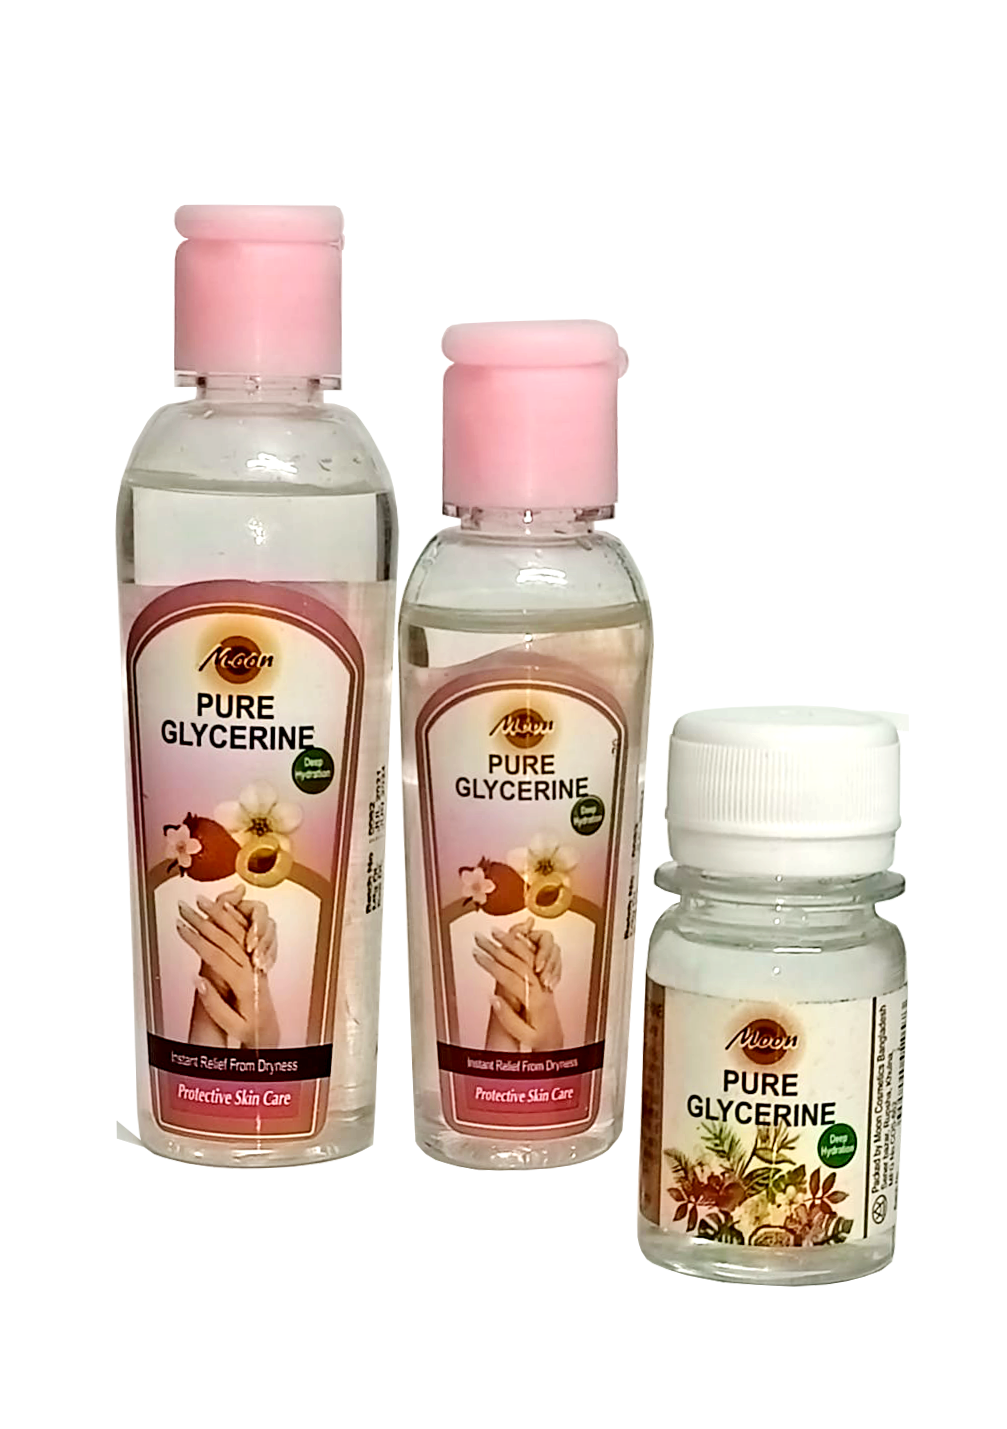 Moon
PURE
GLYCERINE
Deep
Hydration
Instant Relief From Dryness
Protective Skin Care
Moon
PURE
GLYCERINE
Deep
Hydration
Instant Relief From Dryness
Protective Skin Care
Moon
PURE
GLYCERINE
Deep
Hydration
Packed by Moon Cosmetics Bangladesh